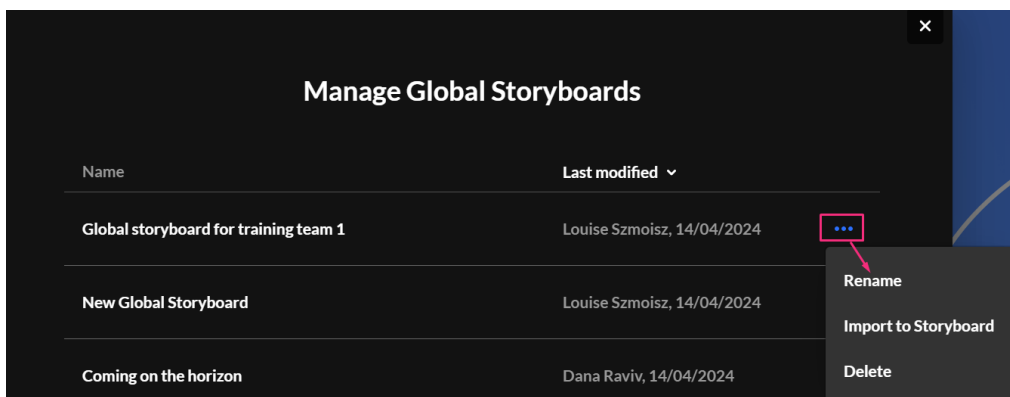 Manage Global Storyboards
Name Last modified
Global storyboard for training team 1 Louise Szmoisz, 14/04/2024
Rename
New Global Storyboard Louise Szmoisz, 14/04/2024
Import to Storyboard
Coming on the horizon Dana Raviv, 14/04/2024
Delete